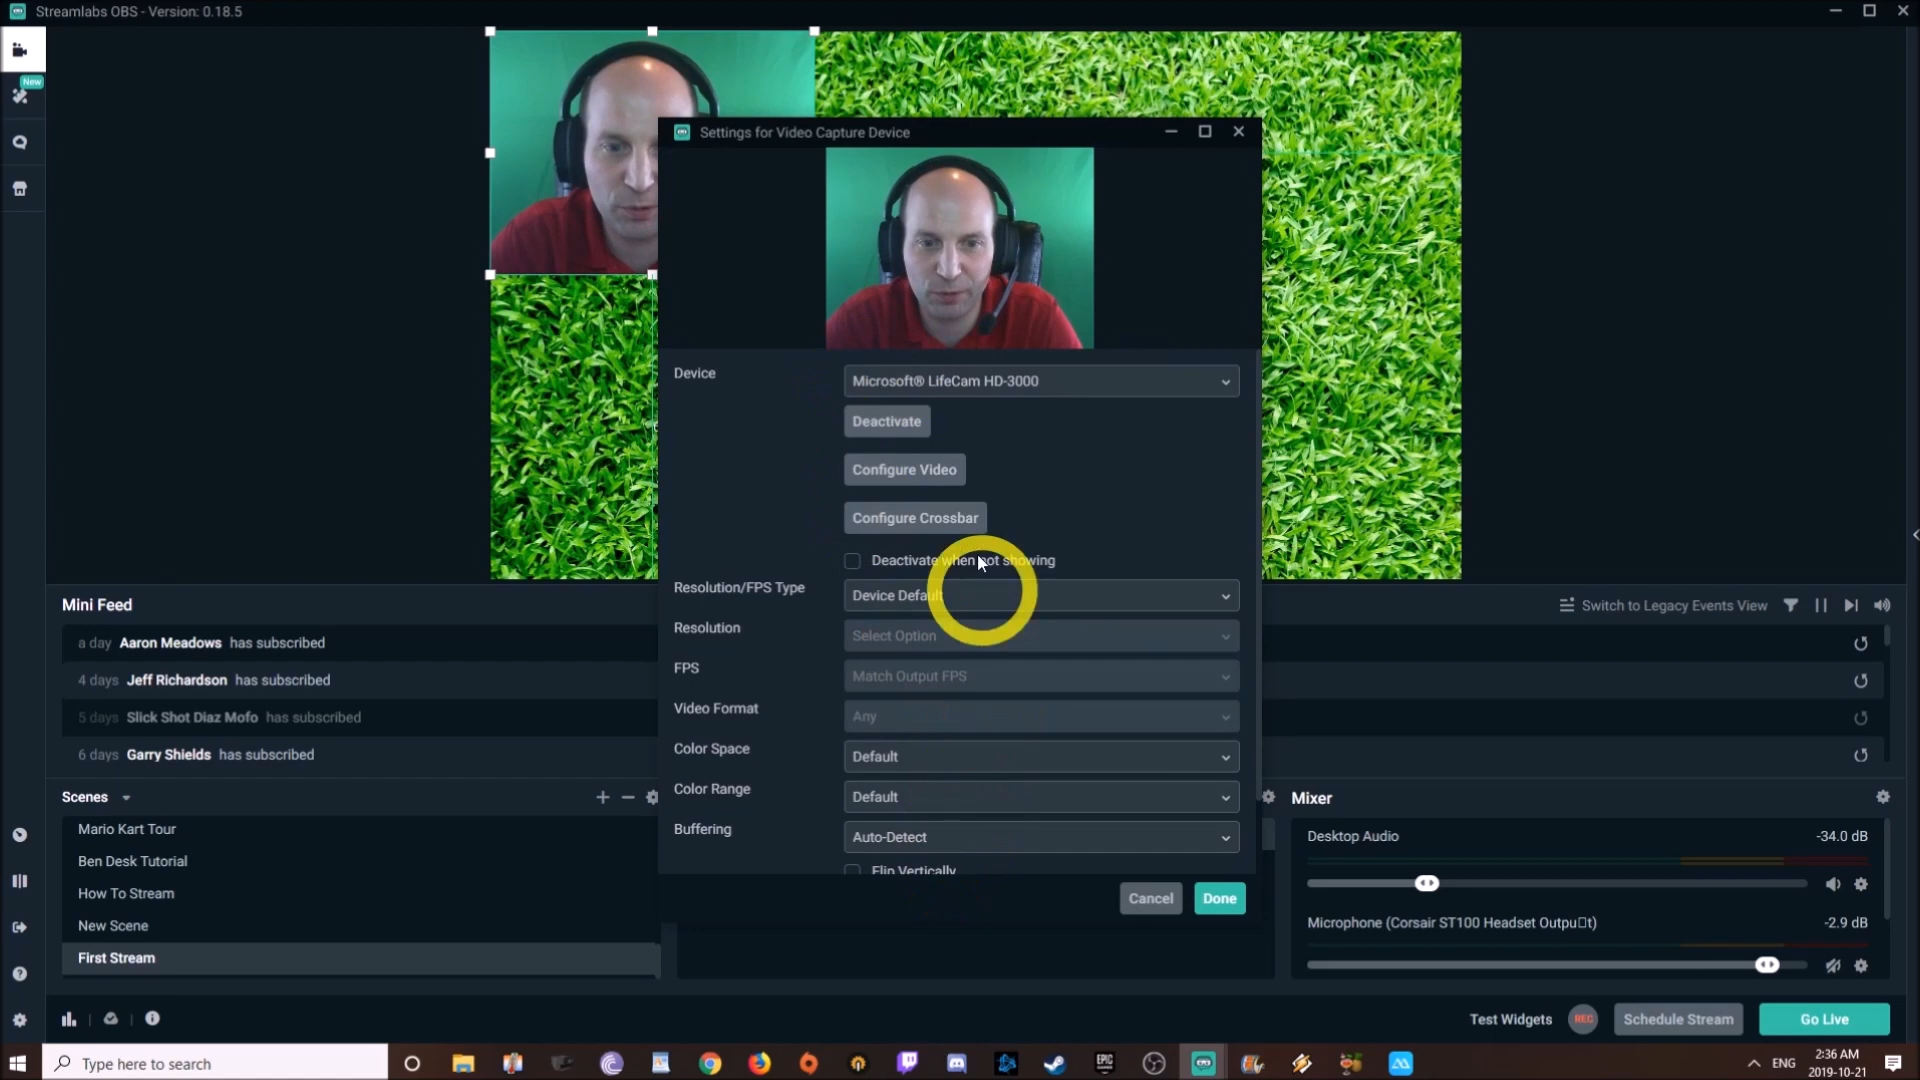 Streamlabs OBS - Version: 0.18.5
New
Settings for Video Capture Device
Device
Microsoft® LifeCam HD-3000
Deactivate
Configure Video
Configure Crossbar
Deactivate when not showing
Resolution/FPS Type
Device Default
Resolution
Select Option
FPS
Match Output FPS
Video Format
Any
Color Space
Default
Color Range
Default
Buffering
Auto-Detect
Flip Vertically
Cancel
Done
Mini Feed
Switch to Legacy Events View
a day Aaron Meadows has subscribed
4 days Jeff Richardson has subscribed
5 days Slick Shot Diaz Mofo has subscribed
6 days Garry Shields has subscribed
Scenes
Mario Kart Tour
Ben Desk Tutorial
How To Stream
New Scene
First Stream
Mixer
Desktop Audio -34.0 dB
Microphone (Corsair ST100 Headset Outpu□t) -2.9 dB
Test Widgets
REC
Schedule Stream
Go Live
Type here to search
EPIC
ENG
2:36 AM
2019-10-21